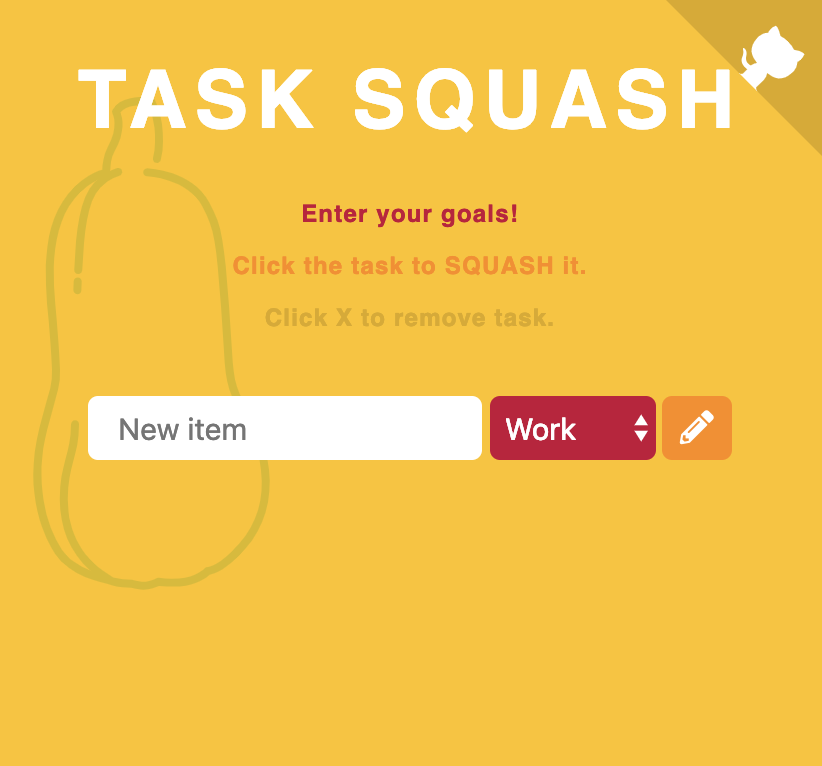 TASK SQUASH
Enter your goals!
Click the task to SQUASH it.
Click X to remove task.
New item
Work